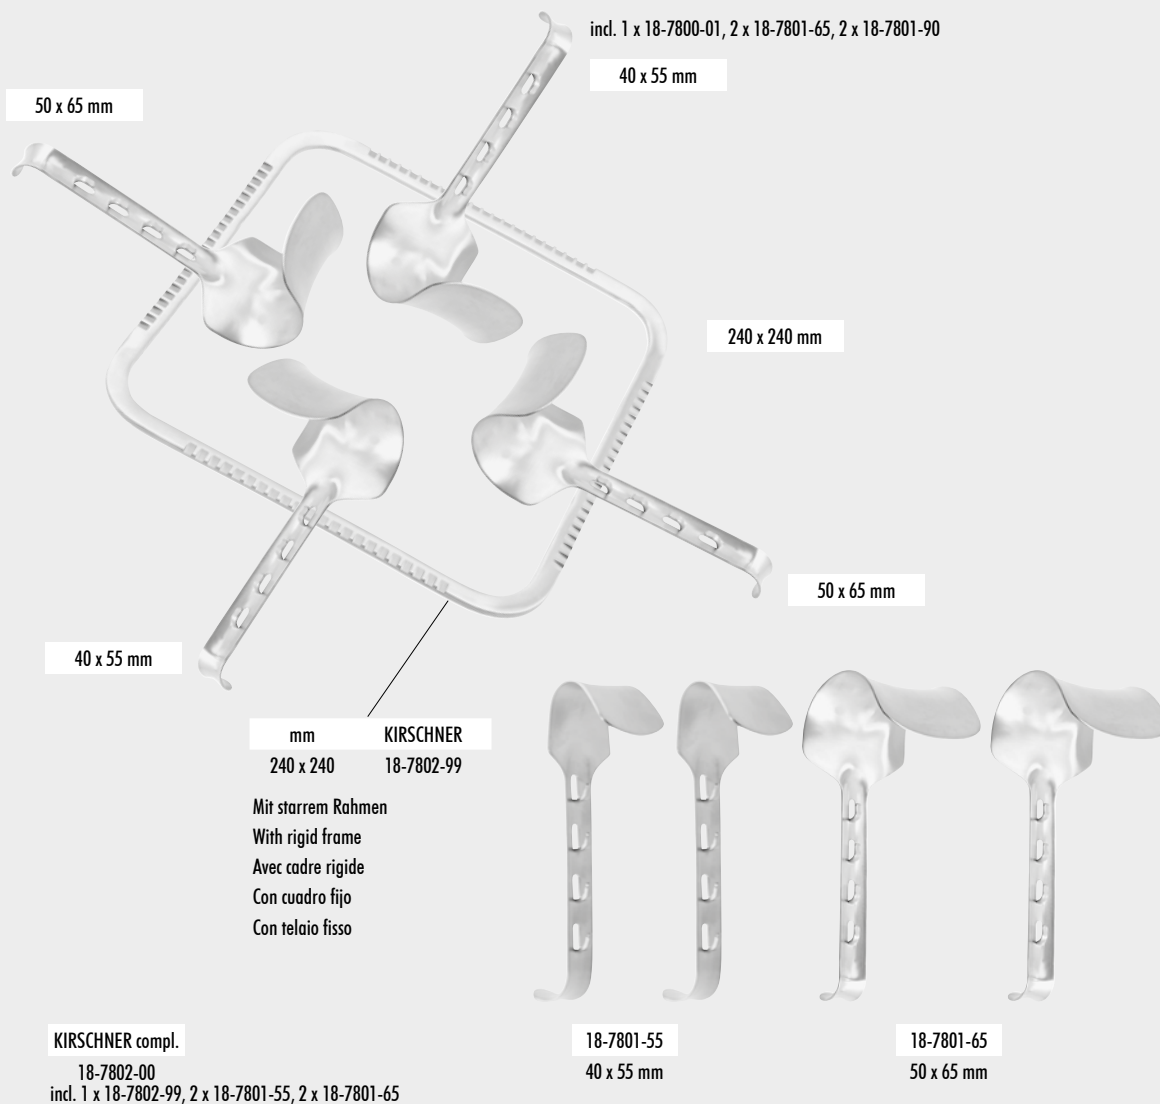 incl. 1 x 18-7800-01, 2 x 18-7801-65, 2 x 18-7801-90
40 x 55 mm
50 x 65 mm
240 x 240 mm
50 x 65 mm
40 x 55 mm
mm KIRSCHNER
240 x 240 18-7802-99
Mit starrem Rahmen
With rigid frame
Avec cadre rigide
Con cuadro fijo
Con telaio fisso
KIRSCHNER compl.
18-7802-00
incl. 1 x 18-7802-99, 2 x 18-7801-55, 2 x 18-7801-65
18-7801-55
40 x 55 mm
18-7801-65
50 x 65 mm